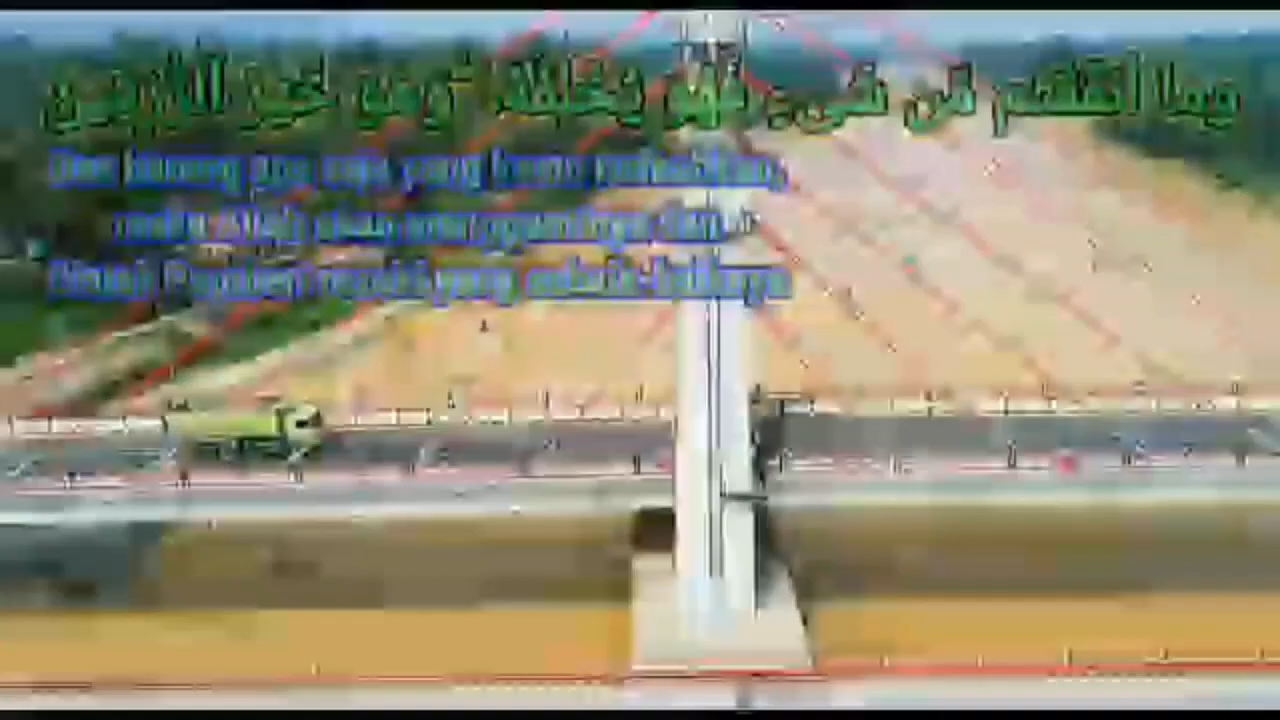 وما أنفقتم من شيء فهو يخلفه وهو خير الرازقين
Dan barang apa saja yang kamu nafkahkan,
maka Allah akan menggantinya dan
Dialah Pemberi rezeki yang sebaik-baiknya